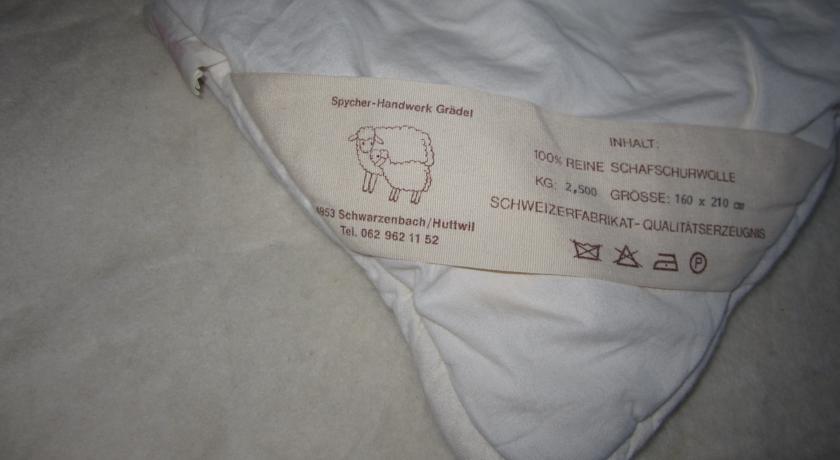 Spycher-Handwerk Grädel
4953 Schwarzenbach/Huttwil
Tel. 062 962 11 52
INHALT:
100% REINE SCHAFSCHURWOLLE
KG: 2,500 GRÖSSE: 160 x 210 cm
SCHWEIZERFABRIKAT-QUALITÄTSERZEUGNIS
P